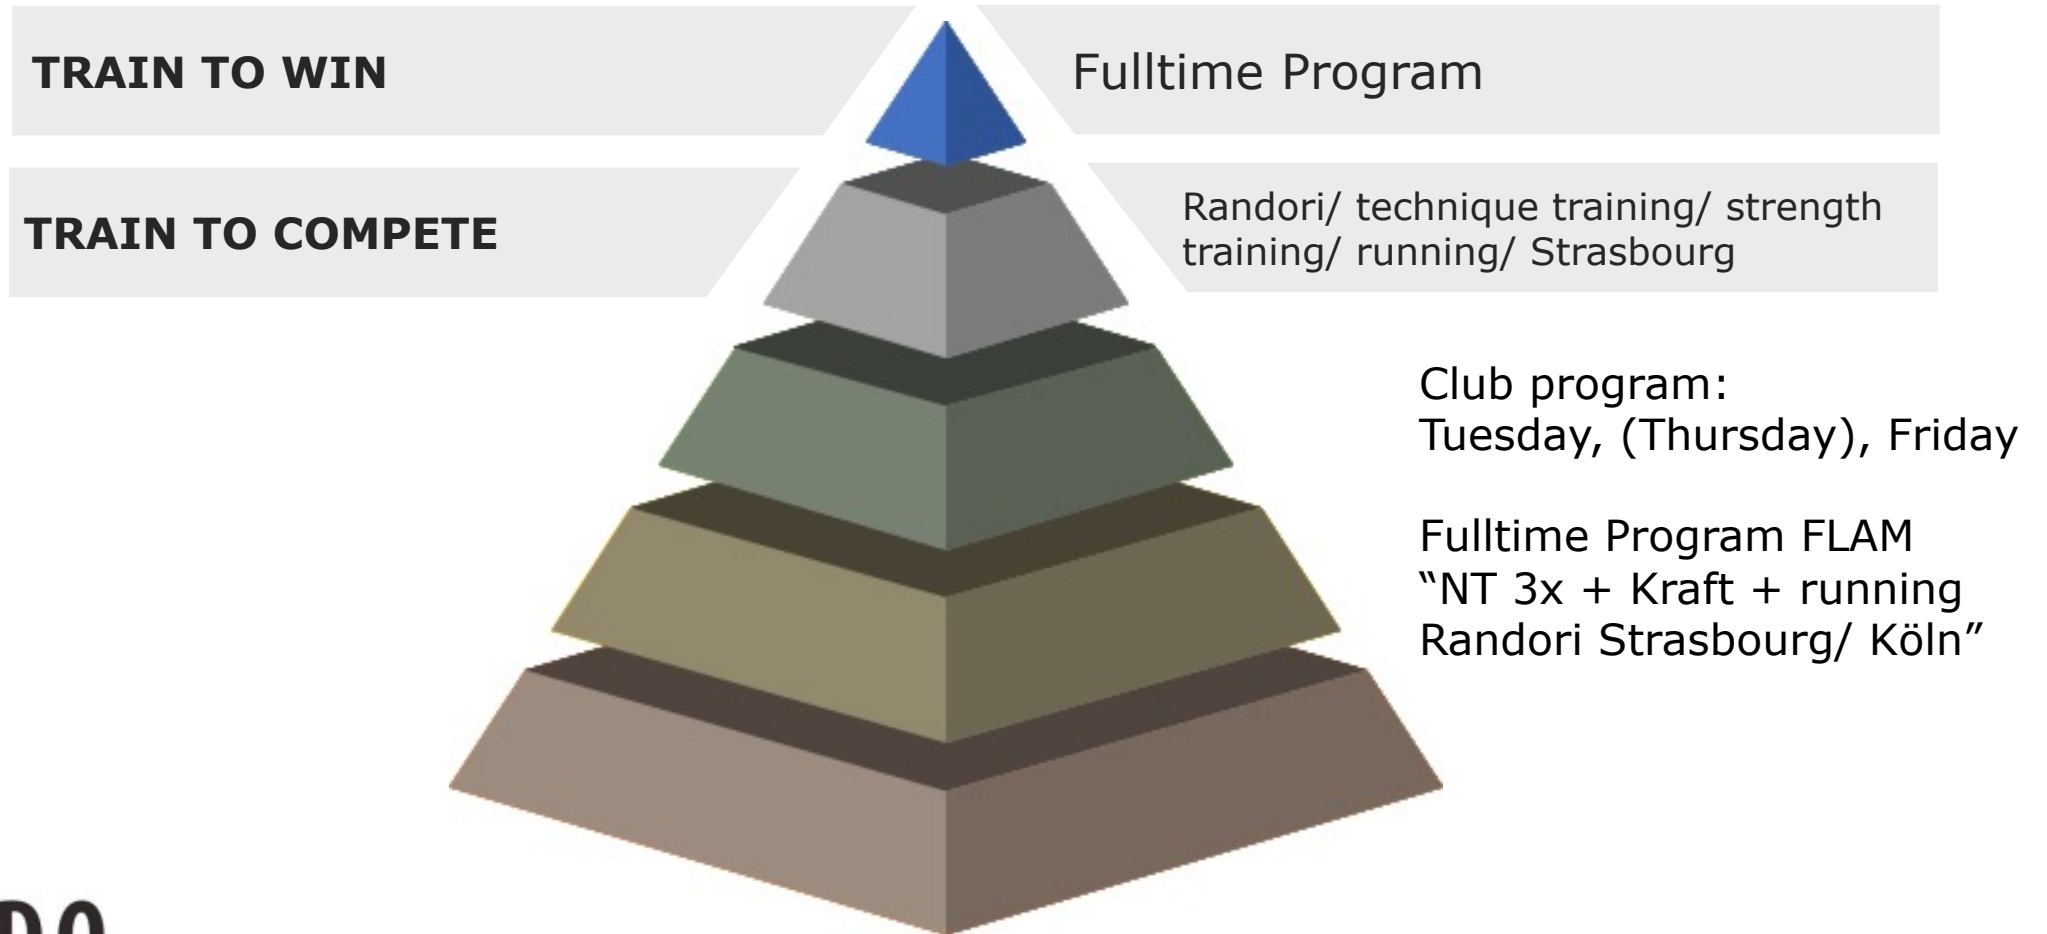 TRAIN TO WIN
Fulltime Program
TRAIN TO COMPETE
Randori/ technique training/ strength
training/ running/ Strasbourg
Club program:
Tuesday, (Thursday), Friday
Fulltime Program FLAM
“NT 3x + Kraft + running
Randori Strasbourg/ Köln”